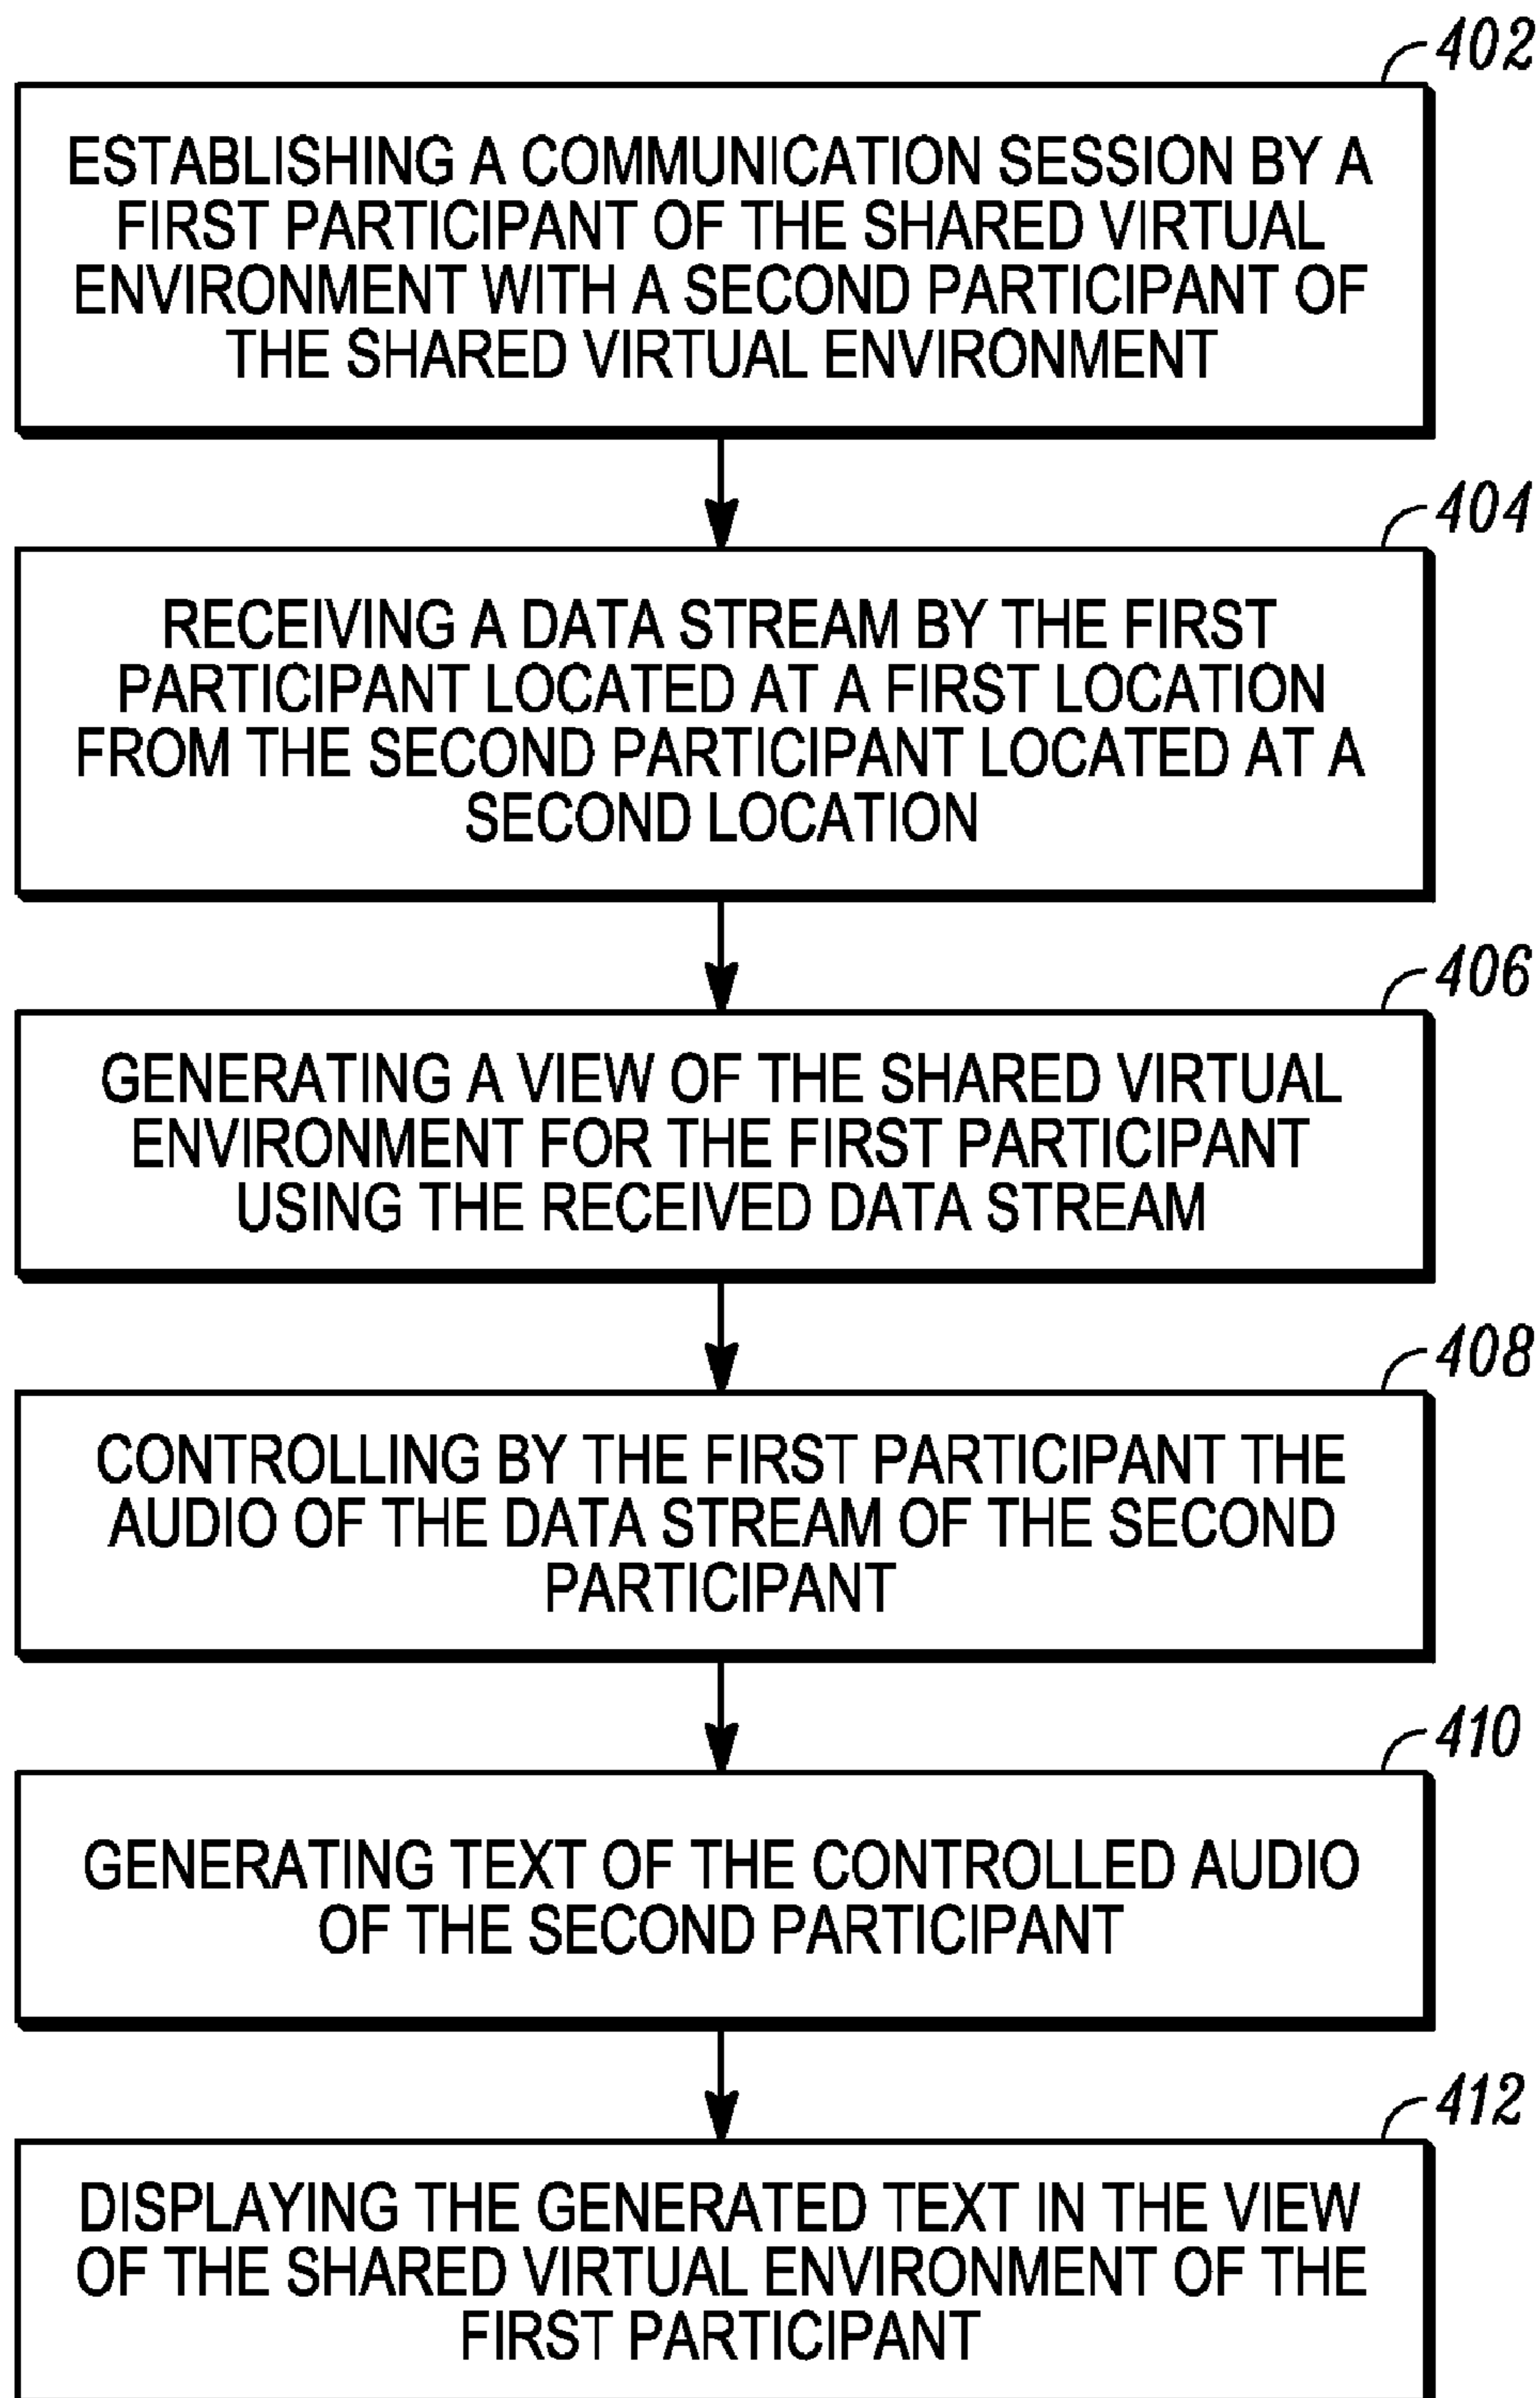 402
ESTABLISHING A COMMUNICATION SESSION BY A
FIRST PARTICIPANT OF THE SHARED VIRTUAL
ENVIRONMENT WITH A SECOND PARTICIPANT OF
THE SHARED VIRTUAL ENVIRONMENT
404
RECEIVING A DATA STREAM BY THE FIRST
PARTICIPANT LOCATED AT A FIRST LOCATION
FROM THE SECOND PARTICIPANT LOCATED AT A
SECOND LOCATION
406
GENERATING A VIEW OF THE SHARED VIRTUAL
ENVIRONMENT FOR THE FIRST PARTICIPANT
USING THE RECEIVED DATA STREAM
408
CONTROLLING BY THE FIRST PARTICIPANT THE
AUDIO OF THE DATA STREAM OF THE SECOND
PARTICIPANT
410
GENERATING TEXT OF THE CONTROLLED AUDIO
OF THE SECOND PARTICIPANT
412
DISPLAYING THE GENERATED TEXT IN THE VIEW
OF THE SHARED VIRTUAL ENVIRONMENT OF THE
FIRST PARTICIPANT